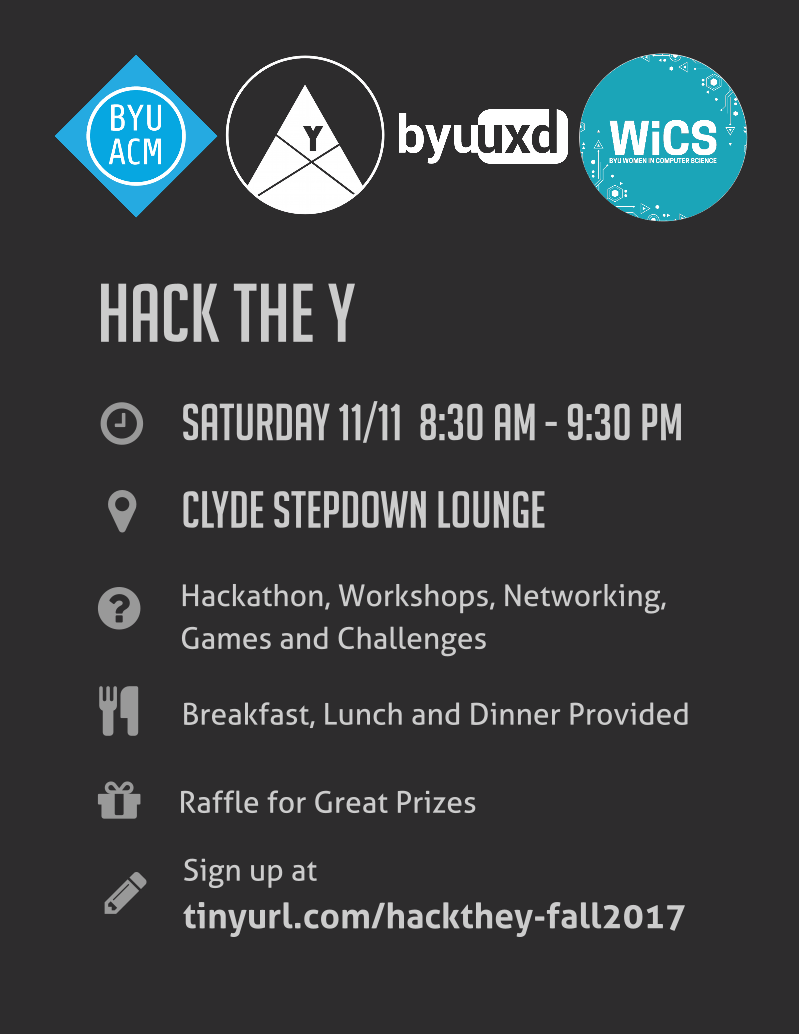 BYU
ACM
Y
byuuxd
WiCS
BYU WOMEN IN COMPUTER SCIENCE
HACK THE Y
SATURDAY 11/11 8:30 AM - 9:30 PM
CLYDE STEPDOWN LOUNGE
Hackathon, Workshops, Networking,
Games and Challenges
Breakfast, Lunch and Dinner Provided
Raffle for Great Prizes
Sign up at
tinyurl.com/hackthey-fall2017